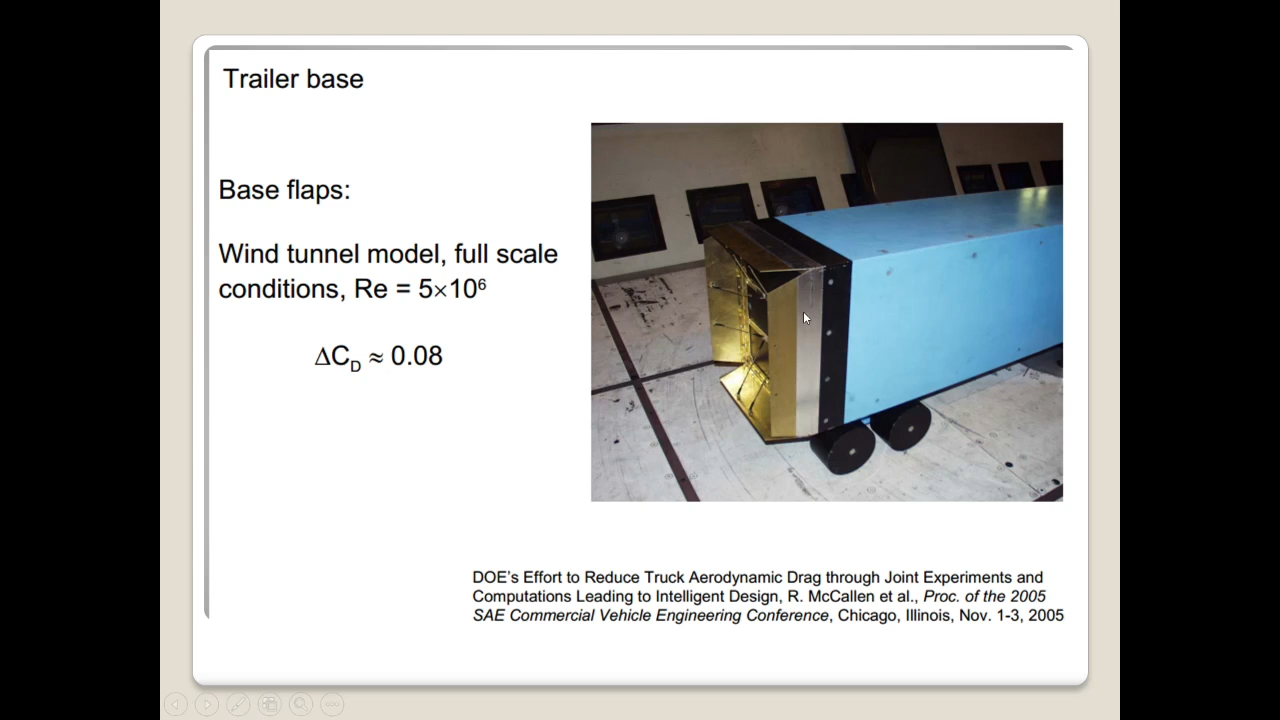 Trailer base
Base flaps:
Wind tunnel model, full scale
conditions, Re = 5×10⁶
ΔC_D ≈ 0.08
DOE's Effort to Reduce Truck Aerodynamic Drag through Joint Experiments and
Computations Leading to Intelligent Design, R. McCallen et al., Proc. of the 2005
SAE Commercial Vehicle Engineering Conference, Chicago, Illinois, Nov. 1-3, 2005